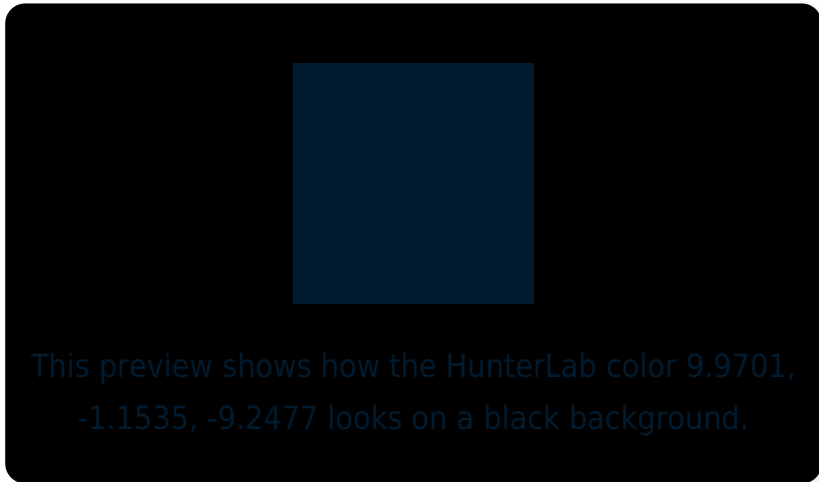 This preview shows how the HunterLab color 9.9701,
-1.1535, -9.2477 looks on a black background.